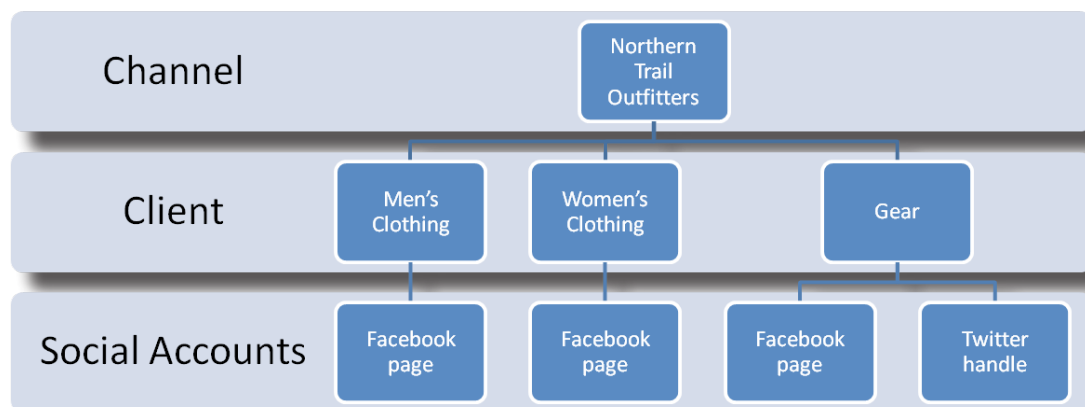 Channel
Northern
Trail
Outfitters
Client
Men’s
Clothing
Women’s
Clothing
Gear
Social Accounts
Facebook
page
Facebook
page
Facebook
page
Twitter
handle